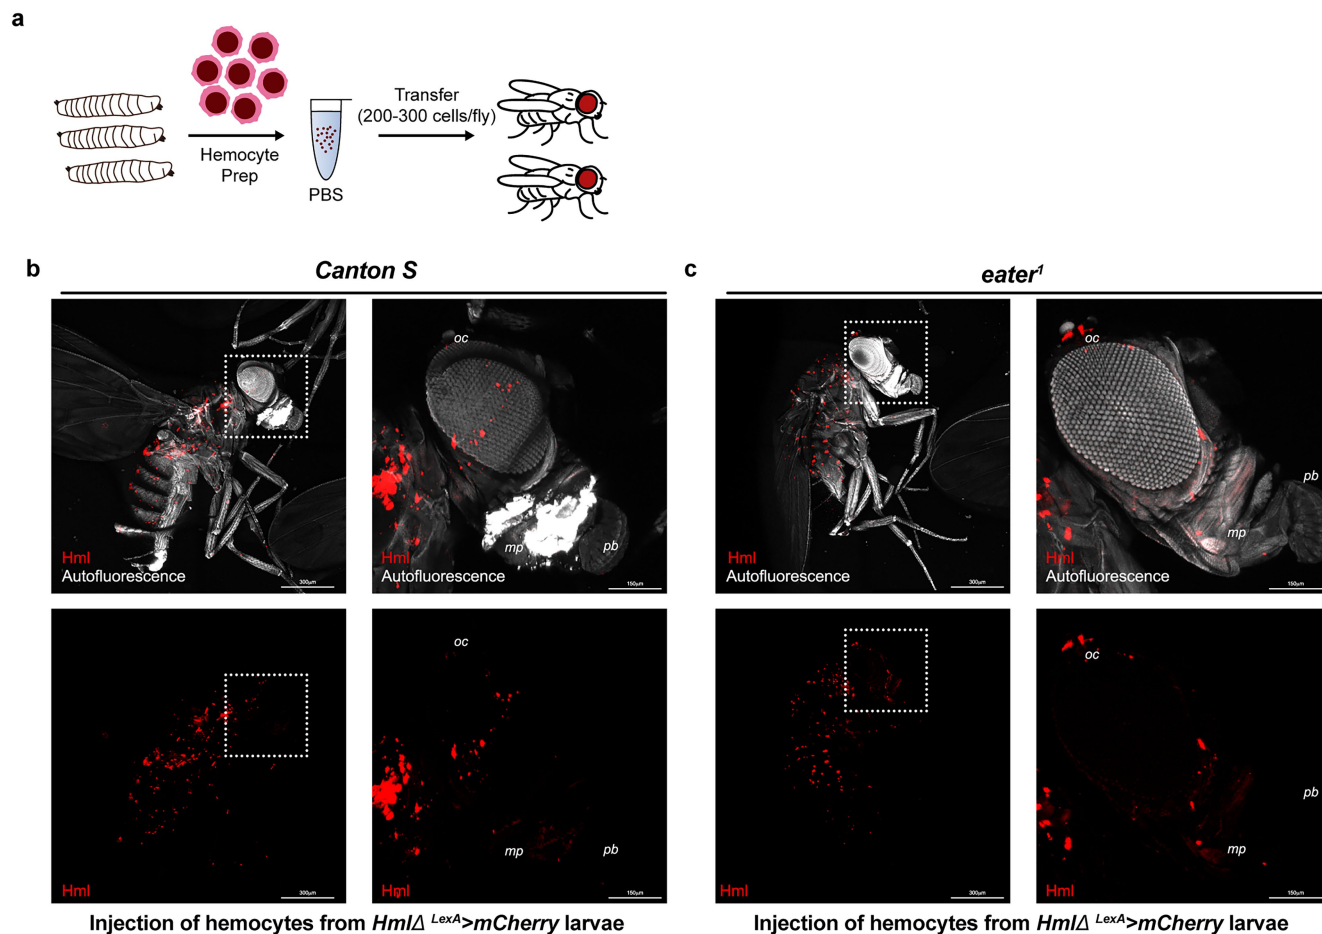 a
Hemocyte
Prep
PBS
Transfer
(200-300 cells/fly)
b
Canton S
oc
mp
pb
Hml
Autofluorescence
300µm
Hml
Autofluorescence
150µm
oc
mp
pb
Hml
300µm
Hml
150µm
Injection of hemocytes from HmlΔ LexA>mCherry larvae
c
eater1
oc
pb
mp
Hml
Autofluorescence
300µm
Hml
Autofluorescence
150µm
oc
pb
mp
Hml
300µm
Hml
150µm
Injection of hemocytes from HmlΔ LexA>mCherry larvae